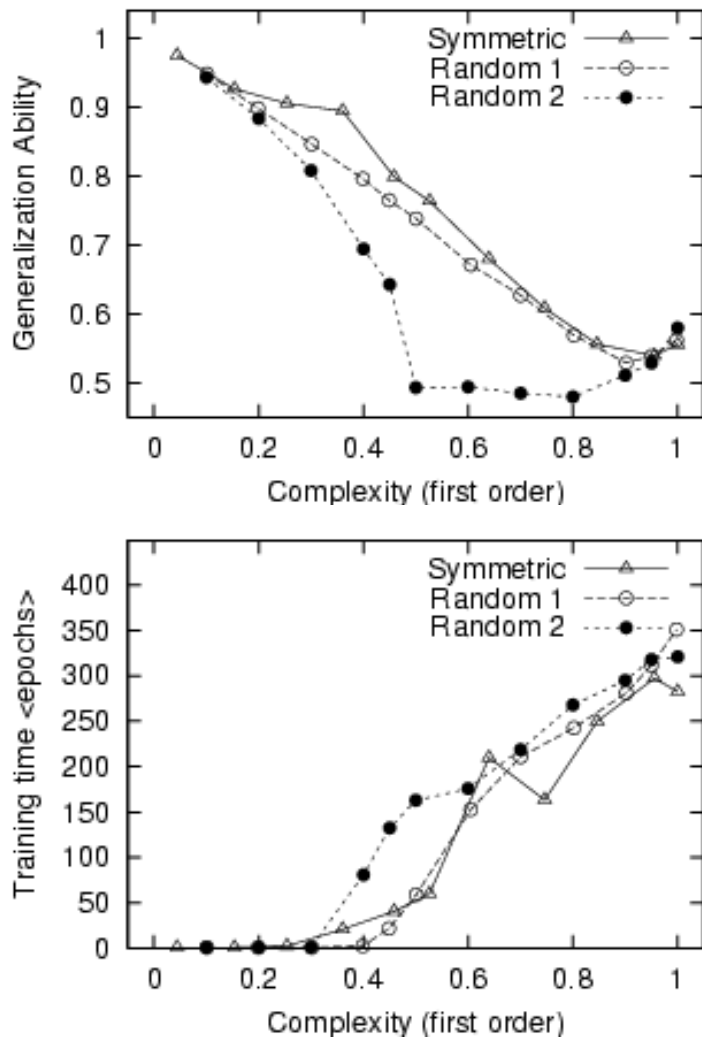 Symmetric
Random 1
Random 2
Generalization Ability
1
0.9
0.8
0.7
0.6
0.5
0 0.2 0.4 0.6 0.8 1
Complexity (first order)
Symmetric
Random 1
Random 2
Training time <epochs>
400
350
300
250
200
150
100
50
0
0 0.2 0.4 0.6 0.8 1
Complexity (first order)